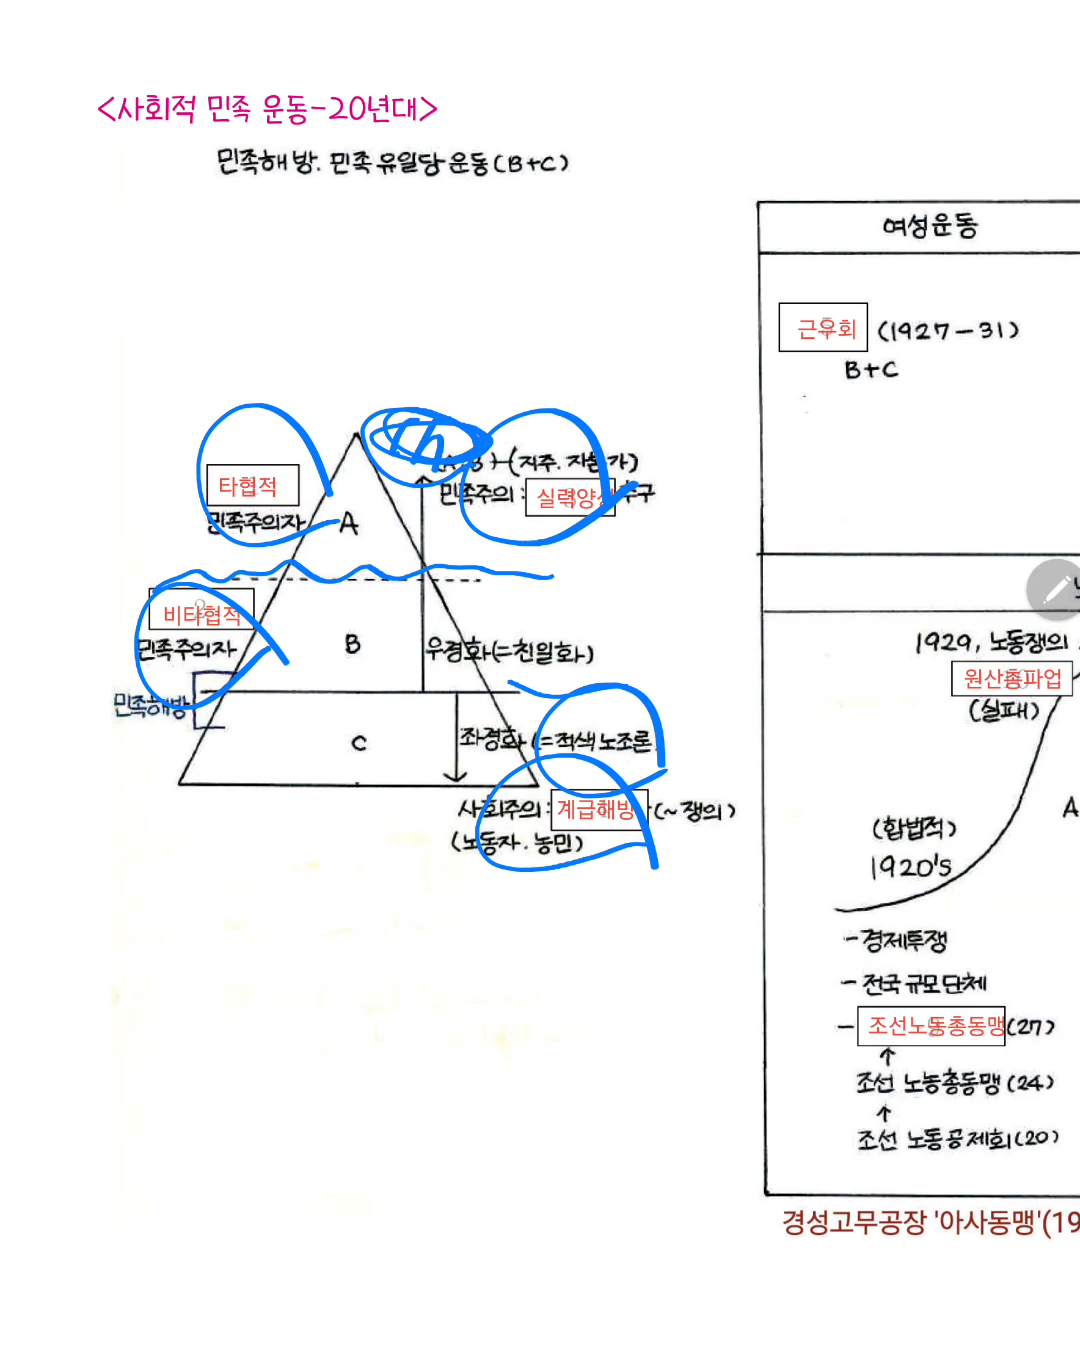 <사회적 민족 운동-20년대>
민족해방. 민족 유일당 운동(B+C)
여성운동
근우회 (1927-31)
B+C
(지주. 자본가)
타협적
민족주의: 실력양성 추구
민족주의자 A
비타협적
민족주의자 B 우경화(=친일화)
민족해방
C 좌경화(=적색노조론
사회주의: 계급해방 (~쟁의)
(노동자. 농민)
1929, 노동쟁의
원산총파업
(실패)
A
(합법적)
1920's
- 경제투쟁
- 전국 규모 단체
- 조선노동총동맹(27)
↑
조선 노농총동맹(24)
↑
조선 노동공제회(20)
경성고무공장 '아사동맹'(19